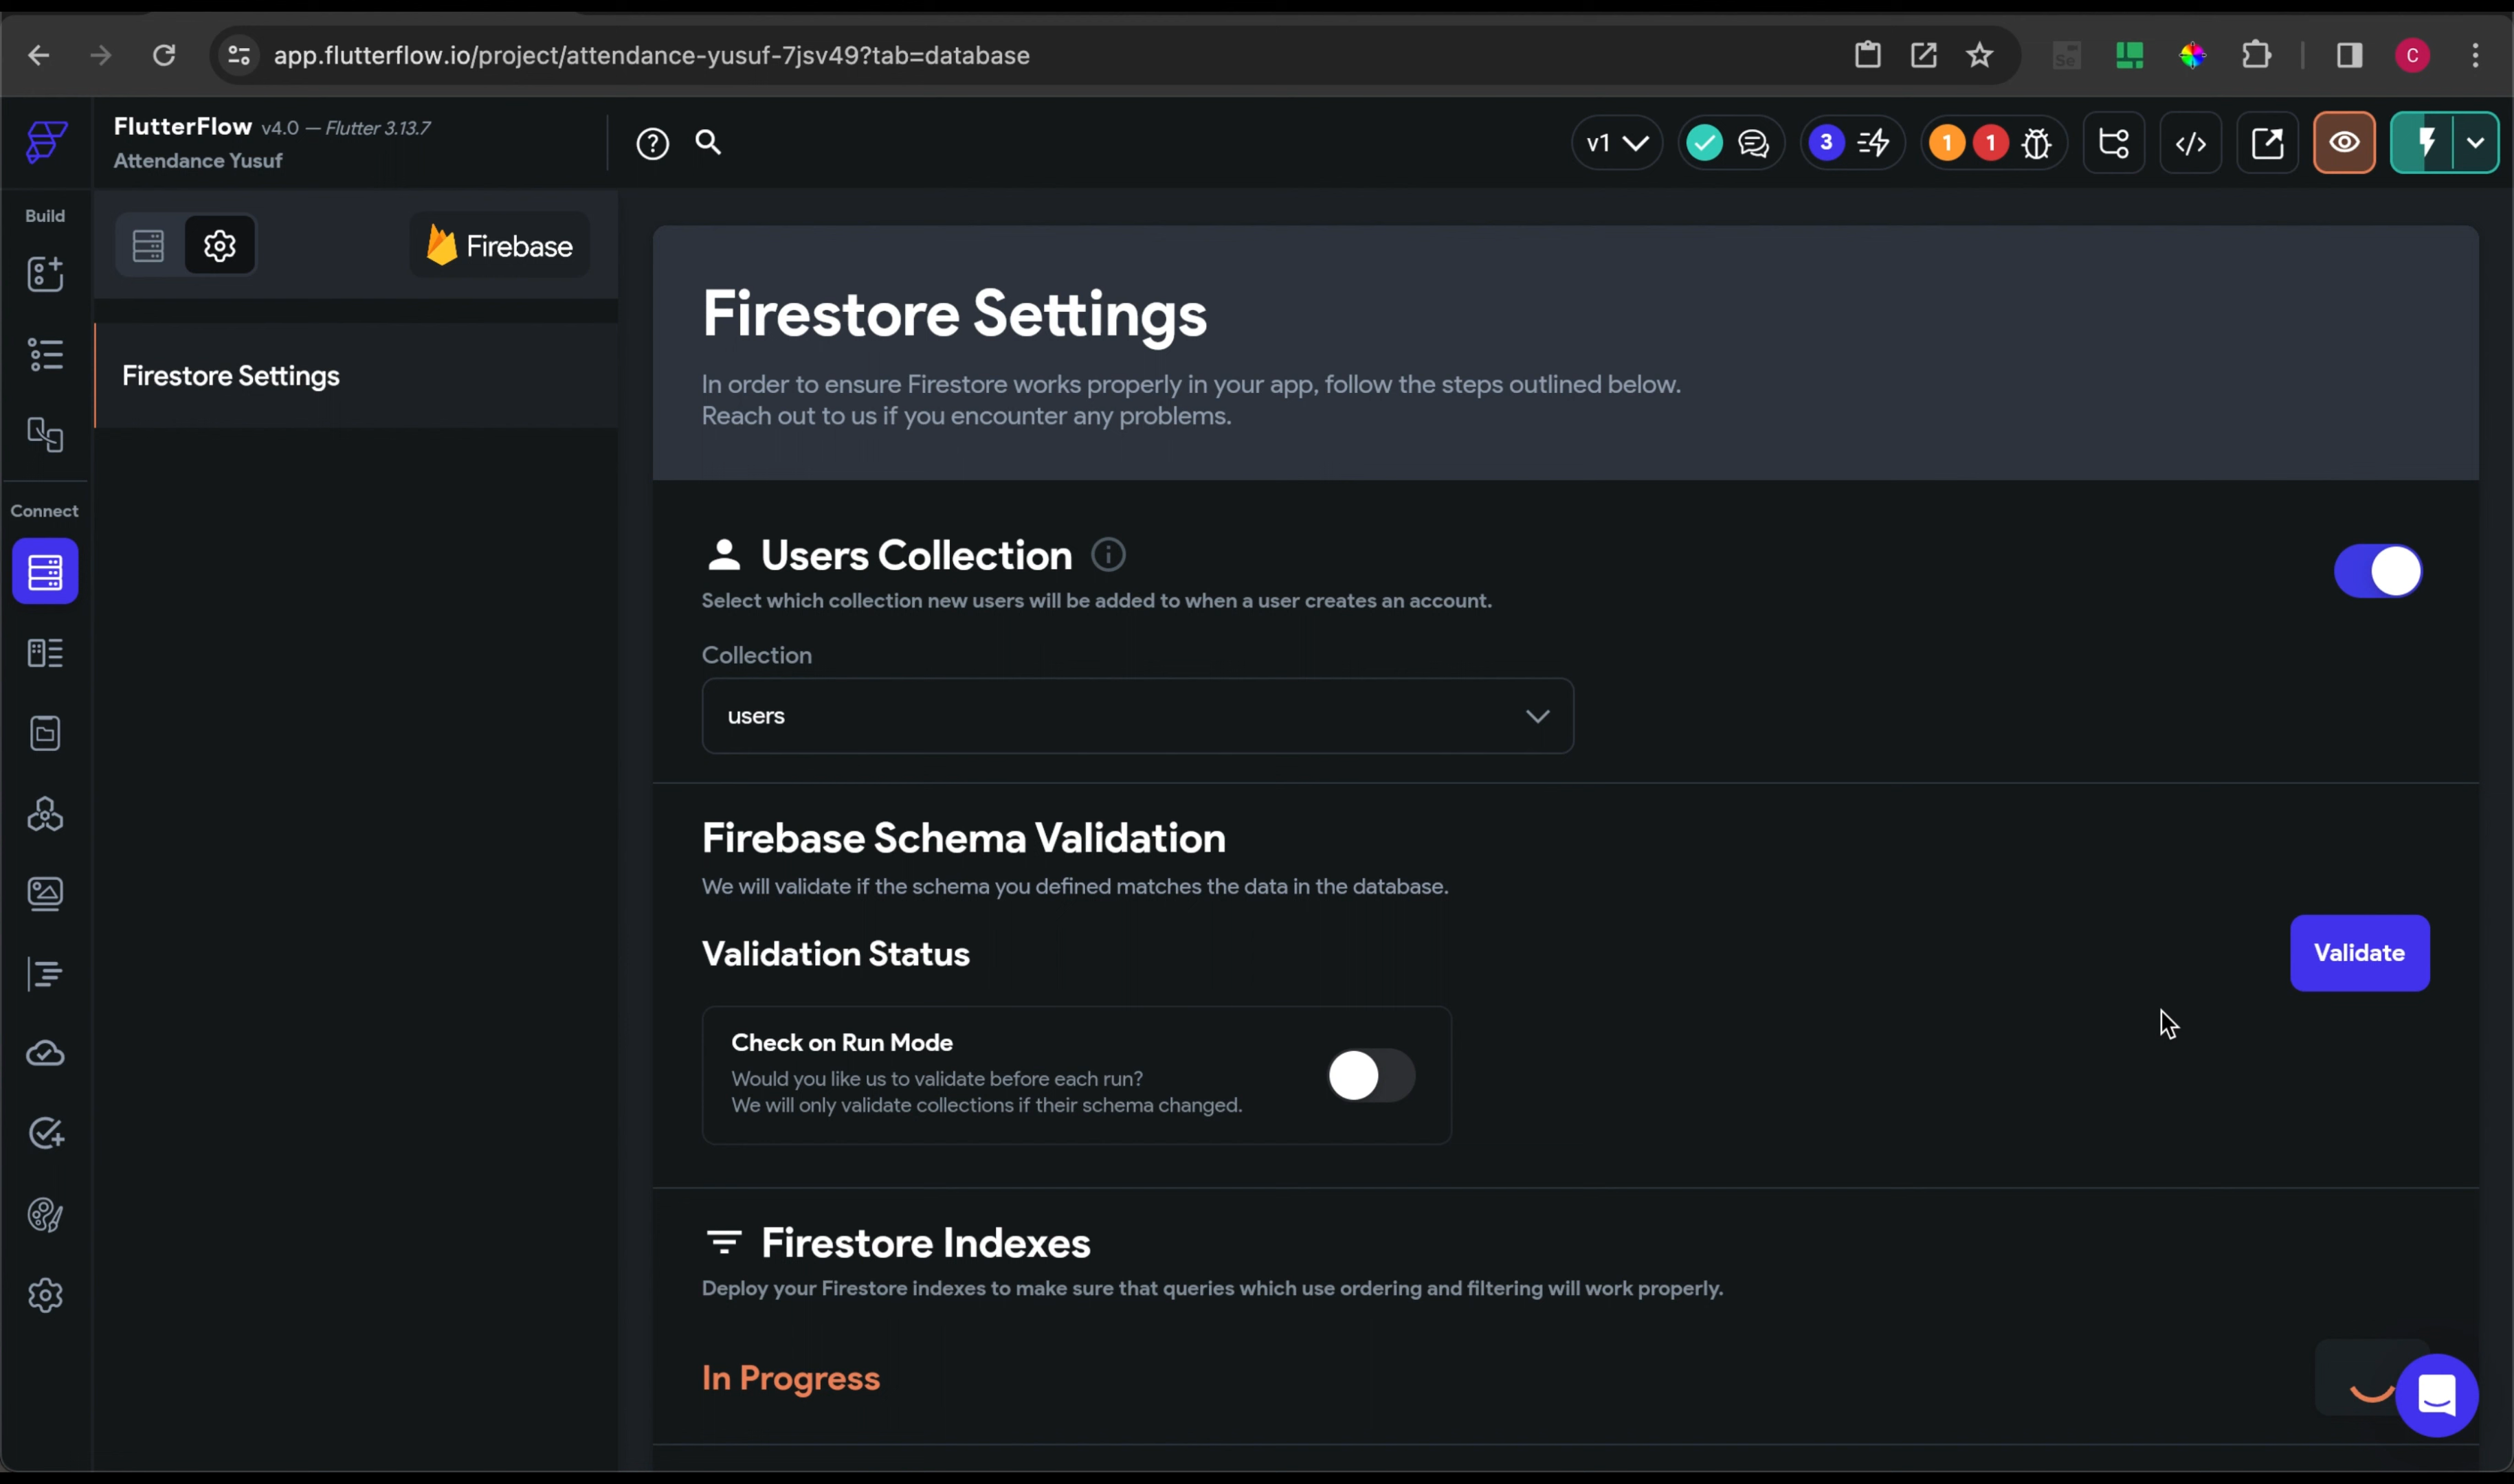 app.flutterflow.io/project/attendance-yusuf-7jsv49?tab=database
Se
C
FlutterFlow v4.0 — Flutter 3.13.7
Attendance Yusuf
v1
3
1
1
Build
Firebase
Firestore Settings
Connect
Firestore Settings
In order to ensure Firestore works properly in your app, follow the steps outlined below.
Reach out to us if you encounter any problems.
Users Collection
Select which collection new users will be added to when a user creates an account.
Collection
users
Firebase Schema Validation
We will validate if the schema you defined matches the data in the database.
Validation Status
Validate
Check on Run Mode
Would you like us to validate before each run?
We will only validate collections if their schema changed.
Firestore Indexes
Deploy your Firestore indexes to make sure that queries which use ordering and filtering will work properly.
In Progress